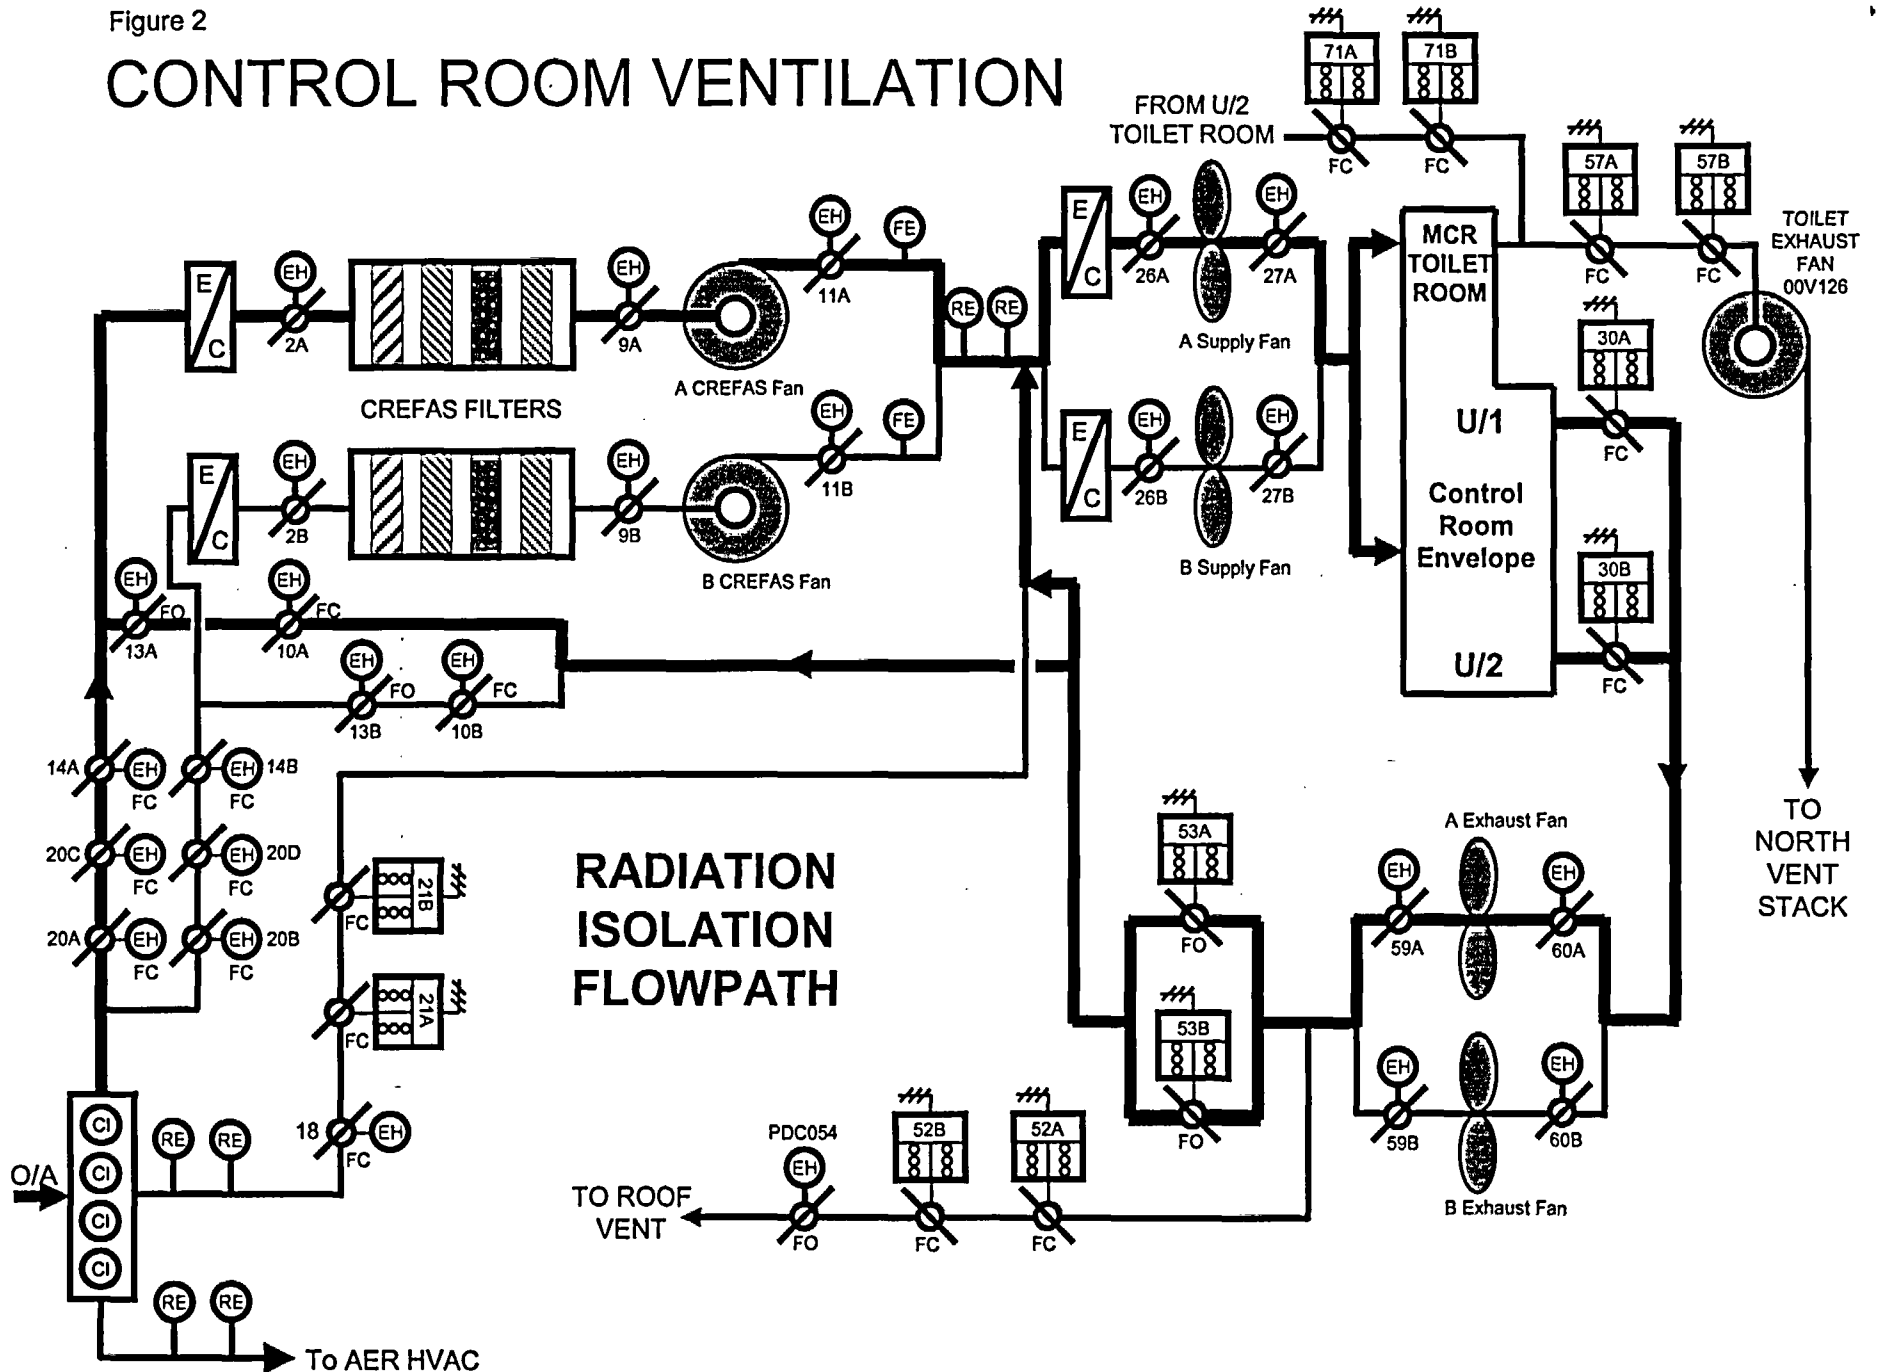 Figure 2
CONTROL ROOM VENTILATION
71A
71B
FROM U/2
TOILET ROOM
FC
FC
57A
57B
FC
FC
TOILET
EXHAUST
FAN
00V126
MCR
TOILET
ROOM
E
C
EH
2A
EH
9A
A CREFAS Fan
EH
11A
FE
RE
RE
E
C
EH
26A
A Supply Fan
EH
27A
CREFAS FILTERS
30A
FC
U/1
Control
Room
Envelope
U/2
30B
FC
E
C
EH
2B
EH
9B
B CREFAS Fan
EH
11B
FE
E
C
EH
26B
B Supply Fan
EH
27B
EH
FO
13A
EH
FC
10A
EH
FO
13B
EH
FC
10B
14A
EH
FC
EH
14B
FC
20C
EH
FC
EH
20D
FC
20A
EH
FC
EH
20B
FC
21B
FC
21A
FC
18
EH
FC
RADIATION
ISOLATION
FLOWPATH
53A
FO
53B
FO
A Exhaust Fan
EH
59A
EH
60A
EH
59B
EH
60B
B Exhaust Fan
TO
NORTH
VENT
STACK
O/A
CI
CI
CI
CI
RE
RE
PDC054
EH
FO
52B
FC
52A
FC
TO ROOF
VENT
RE
RE
To AER HVAC